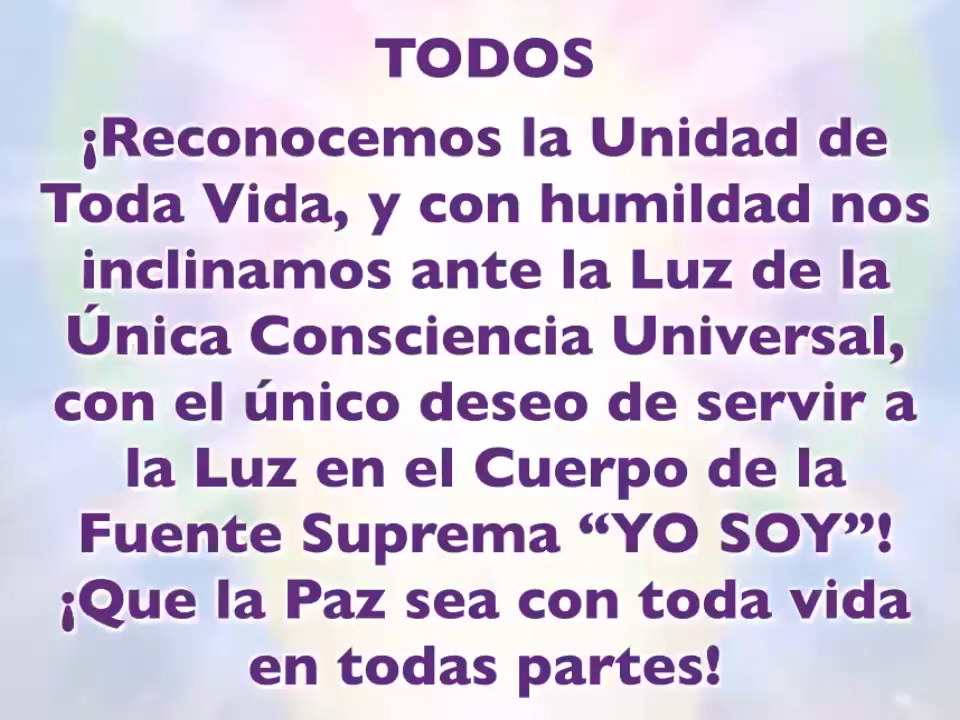 TODOS
¡Reconocemos la Unidad de
Toda Vida, y con humildad nos
inclinamos ante la Luz de la
Única Consciencia Universal,
con el único deseo de servir a
la Luz en el Cuerpo de la
Fuente Suprema “YO SOY”!
¡Que la Paz sea con toda vida
en todas partes!